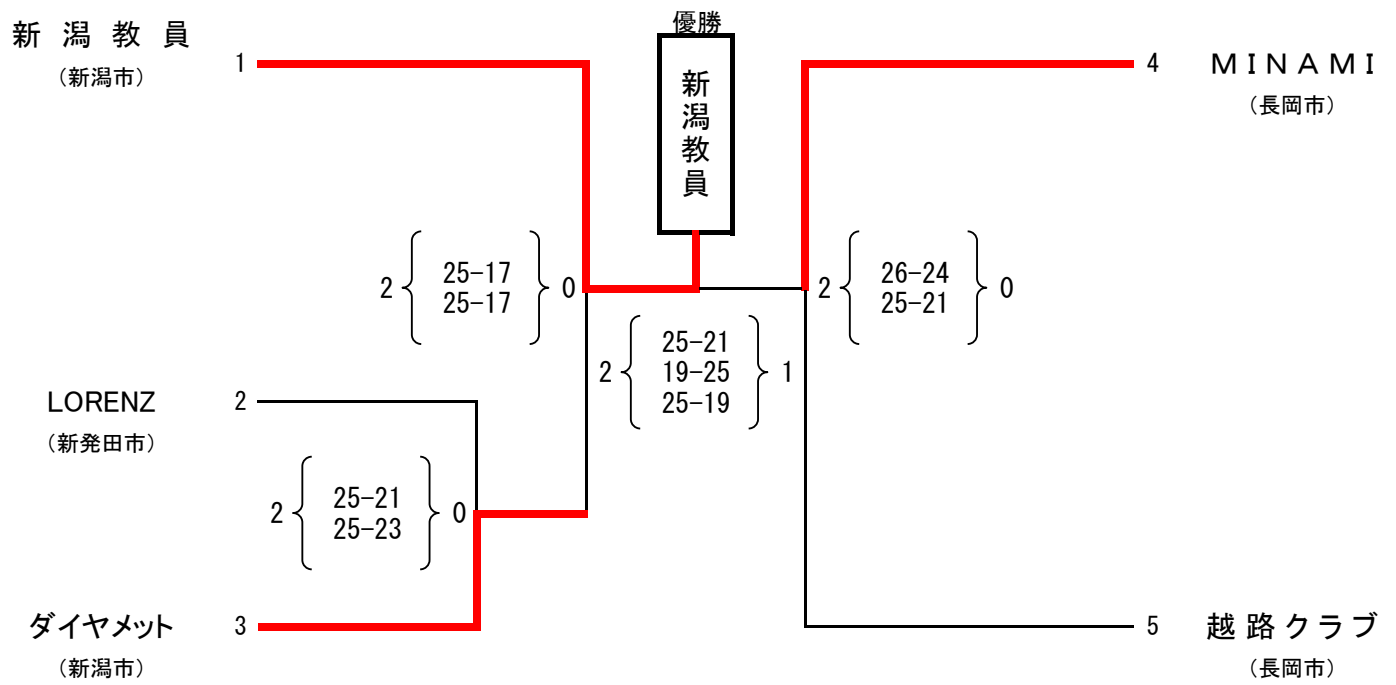 優勝
新潟教員
新潟教員
(新潟市)
1
4
MINAMI
(長岡市)
2 { 25-17 } 0
25-17
2 { 26-24 } 0
25-21
2 { 25-21 } 1
19-25
25-19
LORENZ
(新発田市)
2
2 { 25-21 } 0
25-23
ダイヤメット
(新潟市)
3
5
越路クラブ
(長岡市)